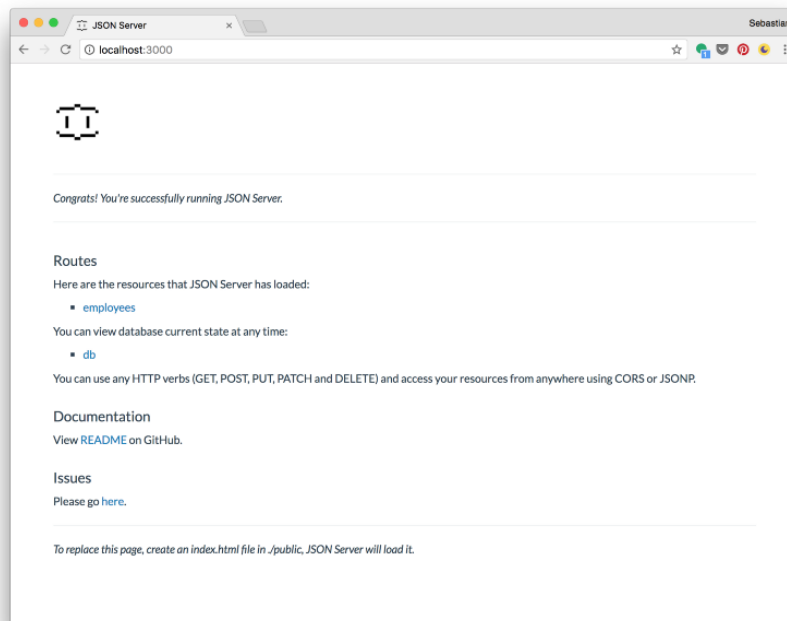 JSON Server
Sebastian
localhost:3000
1
Congrats! You're successfully running JSON Server.
Routes
Here are the resources that JSON Server has loaded:
employees
You can view database current state at any time:
db
You can use any HTTP verbs (GET, POST, PUT, PATCH and DELETE) and access your resources from anywhere using CORS or JSONP.
Documentation
View README on GitHub.
Issues
Please go here.
To replace this page, create an index.html file in ./public, JSON Server will load it.